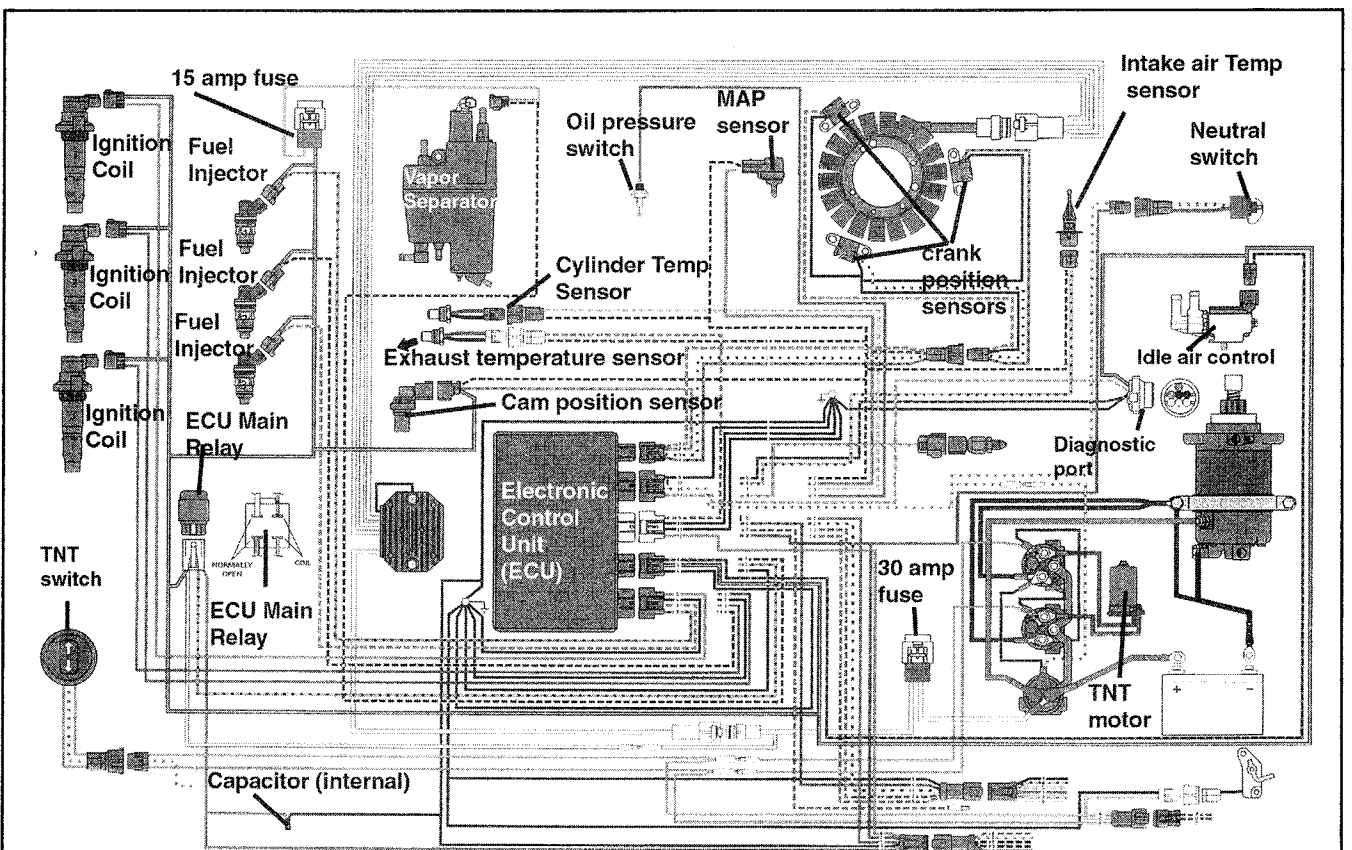 15 amp fuse
Ignition
Coil
Fuel
Injector
Vapor
Separator
Oil pressure
switch
MAP
sensor
Intake air Temp
sensor
Neutral
switch
Ignition
Coil
Fuel
Injector
Fuel
Injector
Cylinder Temp
Sensor
crank
position
sensors
Exhaust temperature sensor
Idle air control
Ignition
Coil
Cam position sensor
ECU Main
Relay
Diagnostic
port
Electronic
Control
Unit
(ECU)
NORMALLY
OPEN
COIL
TNT
switch
ECU Main
Relay
30 amp
fuse
TNT
motor
+ -
Capacitor (internal)